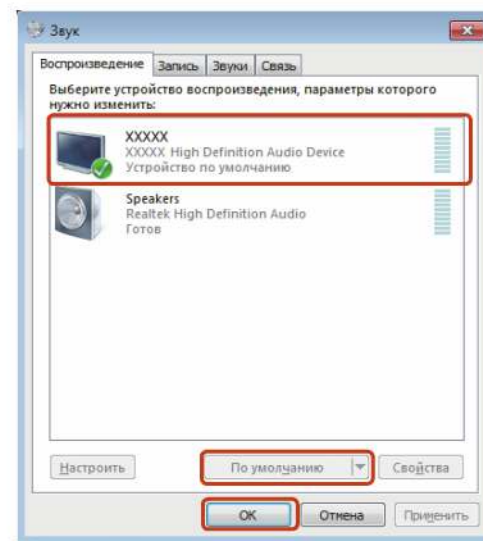 Звук
Воспроизведение Запись Звуки Связь
Выберите устройство воспроизведения, параметры которого
нужно изменить:
XXXXX
XXXXX High Definition Audio Device
Устройство по умолчанию
Speakers
Realtek High Definition Audio
Готов
Настроить По умолчанию Свойства
OK Отмена Применить